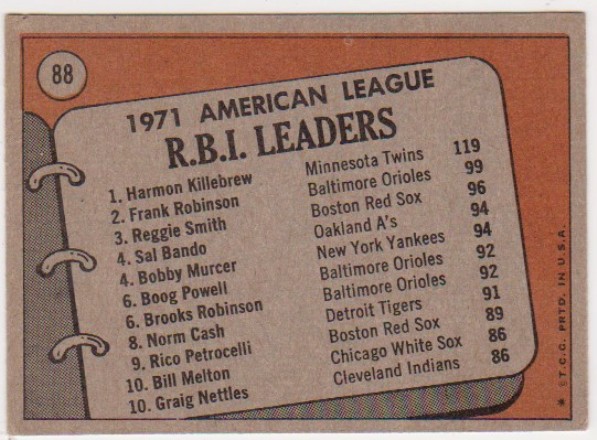 88
1971 AMERICAN LEAGUE
R.B.I. LEADERS
1. Harmon Killebrew Minnesota Twins 119
2. Frank Robinson Baltimore Orioles 99
3. Reggie Smith Boston Red Sox 96
4. Sal Bando Oakland A's 94
4. Bobby Murcer New York Yankees 94
6. Boog Powell Baltimore Orioles 92
6. Brooks Robinson Baltimore Orioles 92
8. Norm Cash Detroit Tigers 91
9. Rico Petrocelli Boston Red Sox 89
10. Bill Melton Chicago White Sox 86
10. Graig Nettles Cleveland Indians 86
* ©T.C.G. PRTD. IN U.S.A.